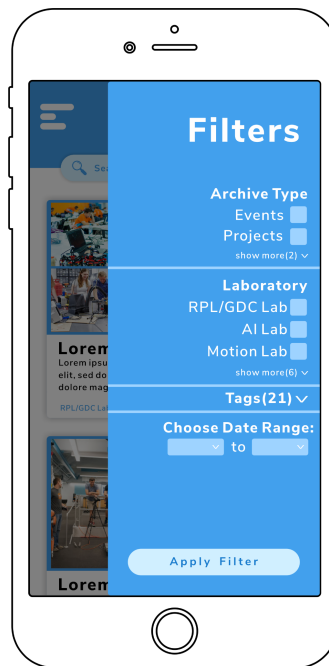 Filters
Sea
Archive Type
Events
Projects
show more(2)
Laboratory
RPL/GDC Lab
AI Lab
Motion Lab
show more(6)
Tags(21)
Choose Date Range:
to
Apply Filter
Lorem
Lorem ipsu
elit, sed do
dolore mag
RPL/GDC Lab
Lorem